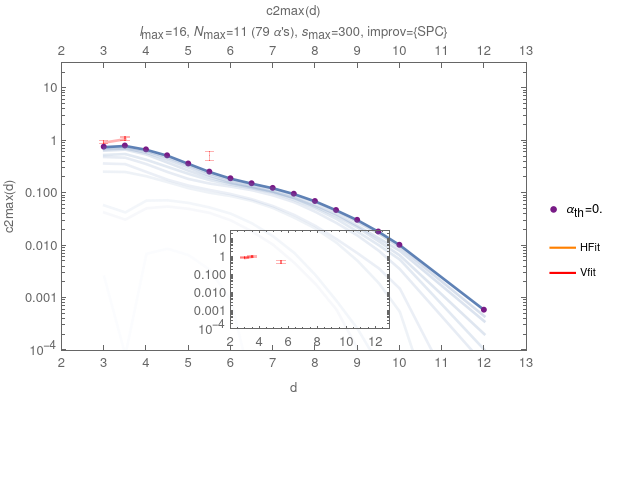 c2max(d)
lmax=16, Nmax=11 (79 α's), smax=300, improv={SPC}
2 3 4 5 6 7 8 9 10 11 12 13
10
1
0.100
0.010
0.001
10^-4
c2max(d)
10
1
0.100
0.010
0.001
10^-4
2 4 6 8 10 12
2 3 4 5 6 7 8 9 10 11 12 13
d
αth=0.
HFit
Vfit